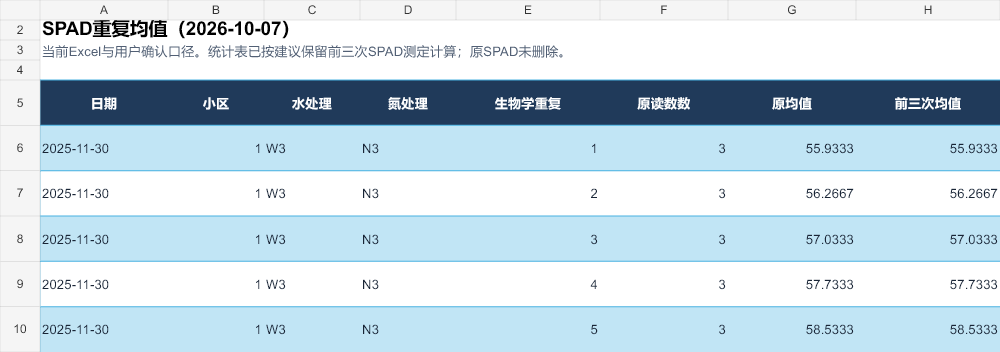 A B C D E F G H
2 SPAD重复均值（2026-10-07）
3 当前Excel与用户确认口径。统计表已按建议保留前三次SPAD测定计算；原SPAD未删除。
4
5 日期 小区 水处理 氮处理 生物学重复 原读数数 原均值 前三次均值
6 2025-11-30 1 W3 N3 1 3 55.9333 55.9333
7 2025-11-30 1 W3 N3 2 3 56.2667 56.2667
8 2025-11-30 1 W3 N3 3 3 57.0333 57.0333
9 2025-11-30 1 W3 N3 4 3 57.7333 57.7333
10 2025-11-30 1 W3 N3 5 3 58.5333 58.5333